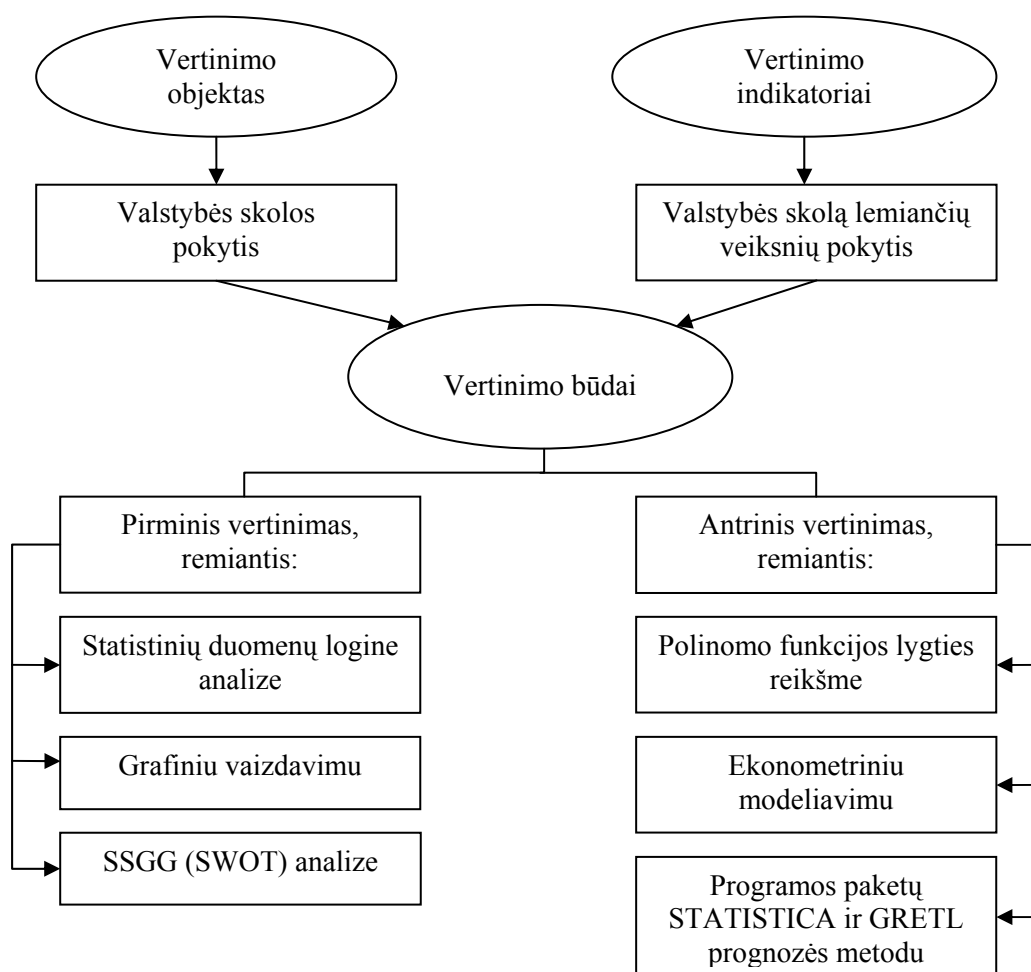 Vertinimo
objektas
Vertinimo
indikatoriai
Valstybės skolos
pokytis
Valstybės skolą lemiančių
veiksnių pokytis
Vertinimo būdai
Pirminis vertinimas,
remiantis:
Antrinis vertinimas,
remiantis:
Statistinių duomenų logine
analize
Polinomo funkcijos lygties
reikšme
Grafiniu vaizdavimu
Ekonometriniu
modeliavimu
SSGG (SWOT) analize
Programos paketų
STATISTICA ir GRETL
prognozės metodu